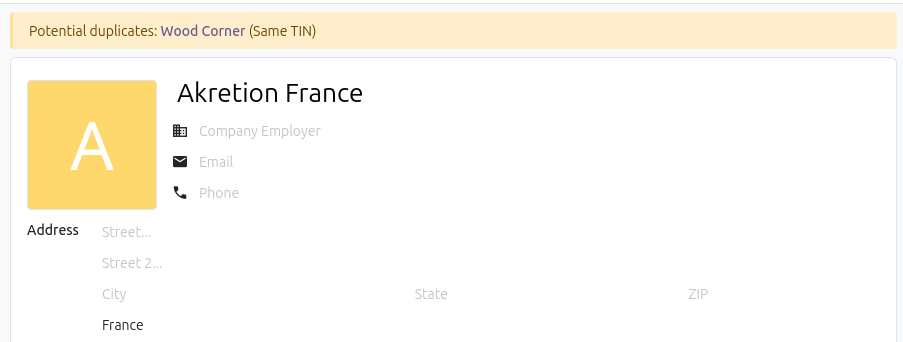 Potential duplicates: Wood Corner (Same TIN)
A
Akretion France
Company Employer
Email
Phone
Address Street...
Street 2...
City State ZIP
France